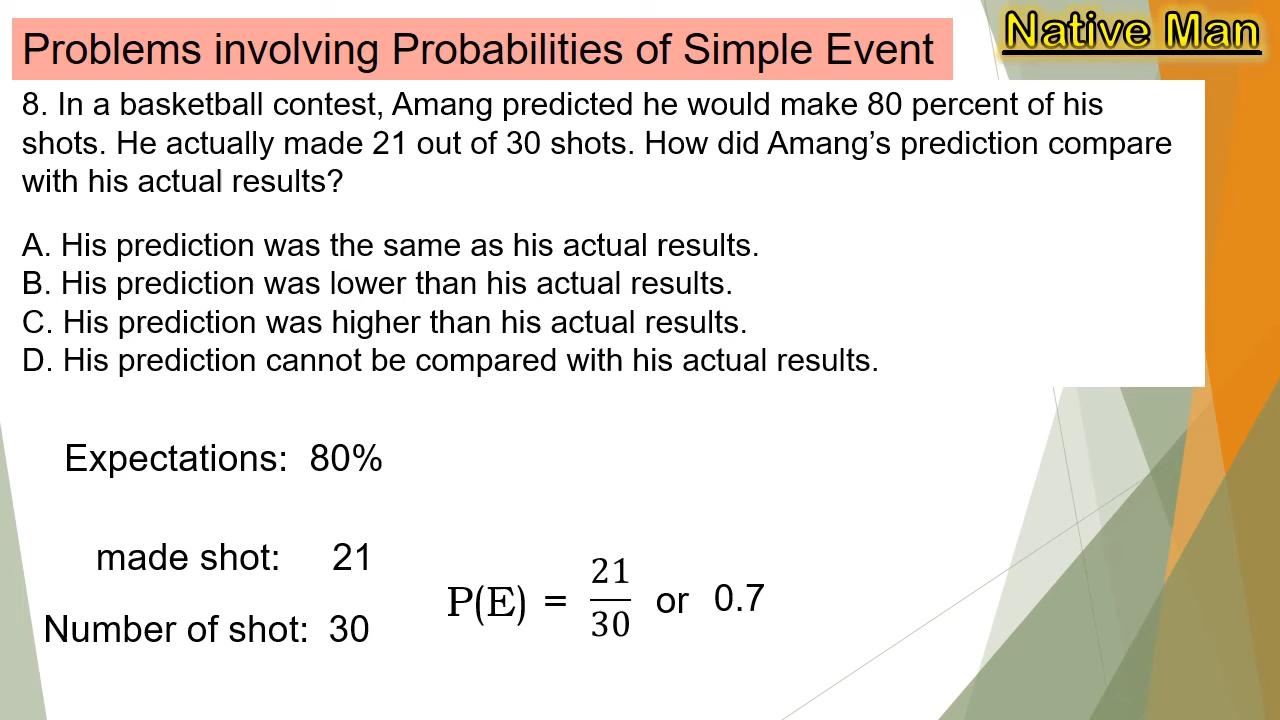 Problems involving Probabilities of Simple Event
Native Man
8. In a basketball contest, Amang predicted he would make 80 percent of his
shots. He actually made 21 out of 30 shots. How did Amang’s prediction compare
with his actual results?
A. His prediction was the same as his actual results.
B. His prediction was lower than his actual results.
C. His prediction was higher than his actual results.
D. His prediction cannot be compared with his actual results.
Expectations: 80%
made shot: 21
Number of shot: 30
P(E) = 21/30 or 0.7